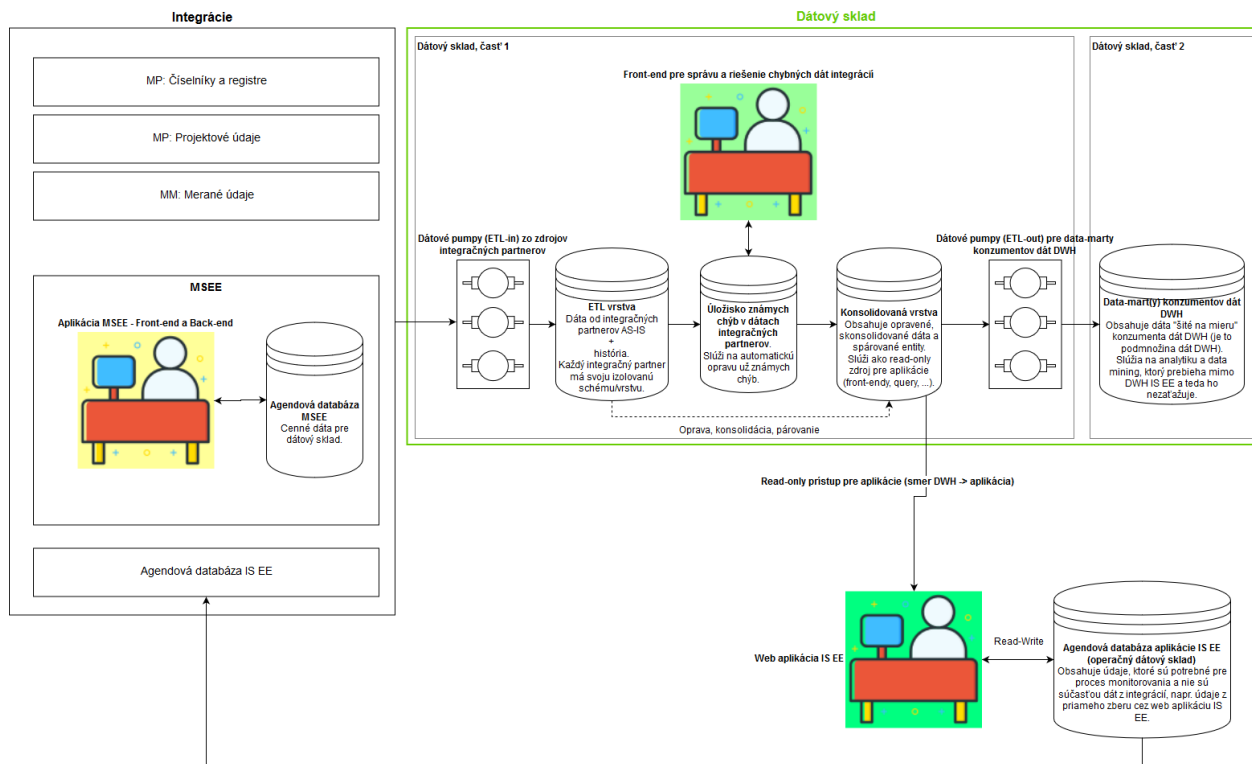 Integrácie
MP: Číselníky a registre
MP: Projektové údaje
MM: Merané údaje
MSEE
Aplikácia MSEE - Front-end a Back-end
Agendová databáza
MSEE
Cenné dáta pre
dátový sklad.
Agendová databáza IS EE
Dátový sklad
Dátový sklad, časť 1
Front-end pre správu a riešenie chybných dát integrácií
Dátové pumpy (ETL-in) zo zdrojov
integračných partnerov
ETL vrstva
Dáta od integračných
partnerov AS-IS
+
história.
Každý integračný partner
má svoju izolovanú
schému/vrstvu.
Úložisko známych
chýb v dátach
integračných
partnerov.
Slúži na automatickú
opravu už známych
chýb.
Konsolidovaná vrstva
Obsahuje opravené,
skonsolidované dáta a
spárované entity.
Slúži ako read-only
zdroj pre aplikácie
(front-endy, query, ...).
Oprava, konsolidácia, párovanie
Dátové pumpy (ETL-out) pre data-marty
konzumentov dát DWH
Dátový sklad, časť 2
Data-mart(y) konzumentov dát
DWH
Obsahuje dáta "šité na mieru"
konzumenta dát DWH (je to
podmnožina dát DWH).
Slúžia na analytiku a data
mining, ktorý prebieha mimo
DWH IS EE a teda ho
nezaťažuje.
Read-only prístup pre aplikácie (smer DWH -> aplikácia)
Web aplikácia IS EE
Read-Write
Agendová databáza aplikácie IS EE
(operačný dátový sklad)
Obsahuje údaje, ktoré sú potrebné pre
proces monitorovania a nie sú
súčasťou dát z integrácií, napr. údaje z
priameho zberu cez web aplikáciu IS
EE.